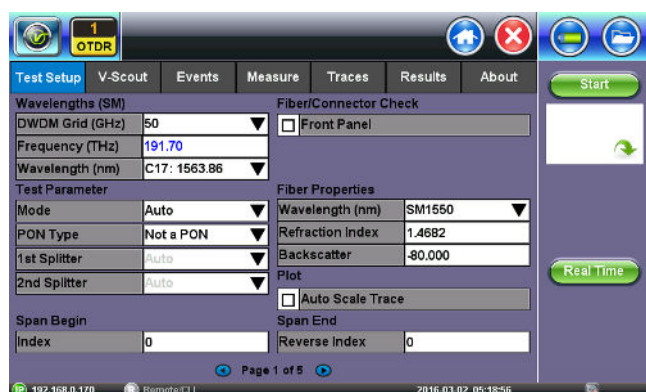 1
OTDR
Test Setup V-Scout Events Measure Traces Results About
Start
Wavelengths (SM)
DWDM Grid (GHz) 50
Frequency (THz) 191.70
Wavelength (nm) C17: 1563.86
Fiber/Connector Check
Front Panel
Test Parameter
Mode Auto
PON Type Not a PON
1st Splitter Auto
2nd Splitter Auto
Fiber Properties
Wavelength (nm) SM1550
Refraction Index 1.4682
Backscatter -80.000
Plot
Auto Scale Trace
Real Time
Span Begin
Index 0
Span End
Reverse Index 0
Page 1 of 5
IP 192.168.0.170 Remote/CLI 2016-03-02 05:18:56